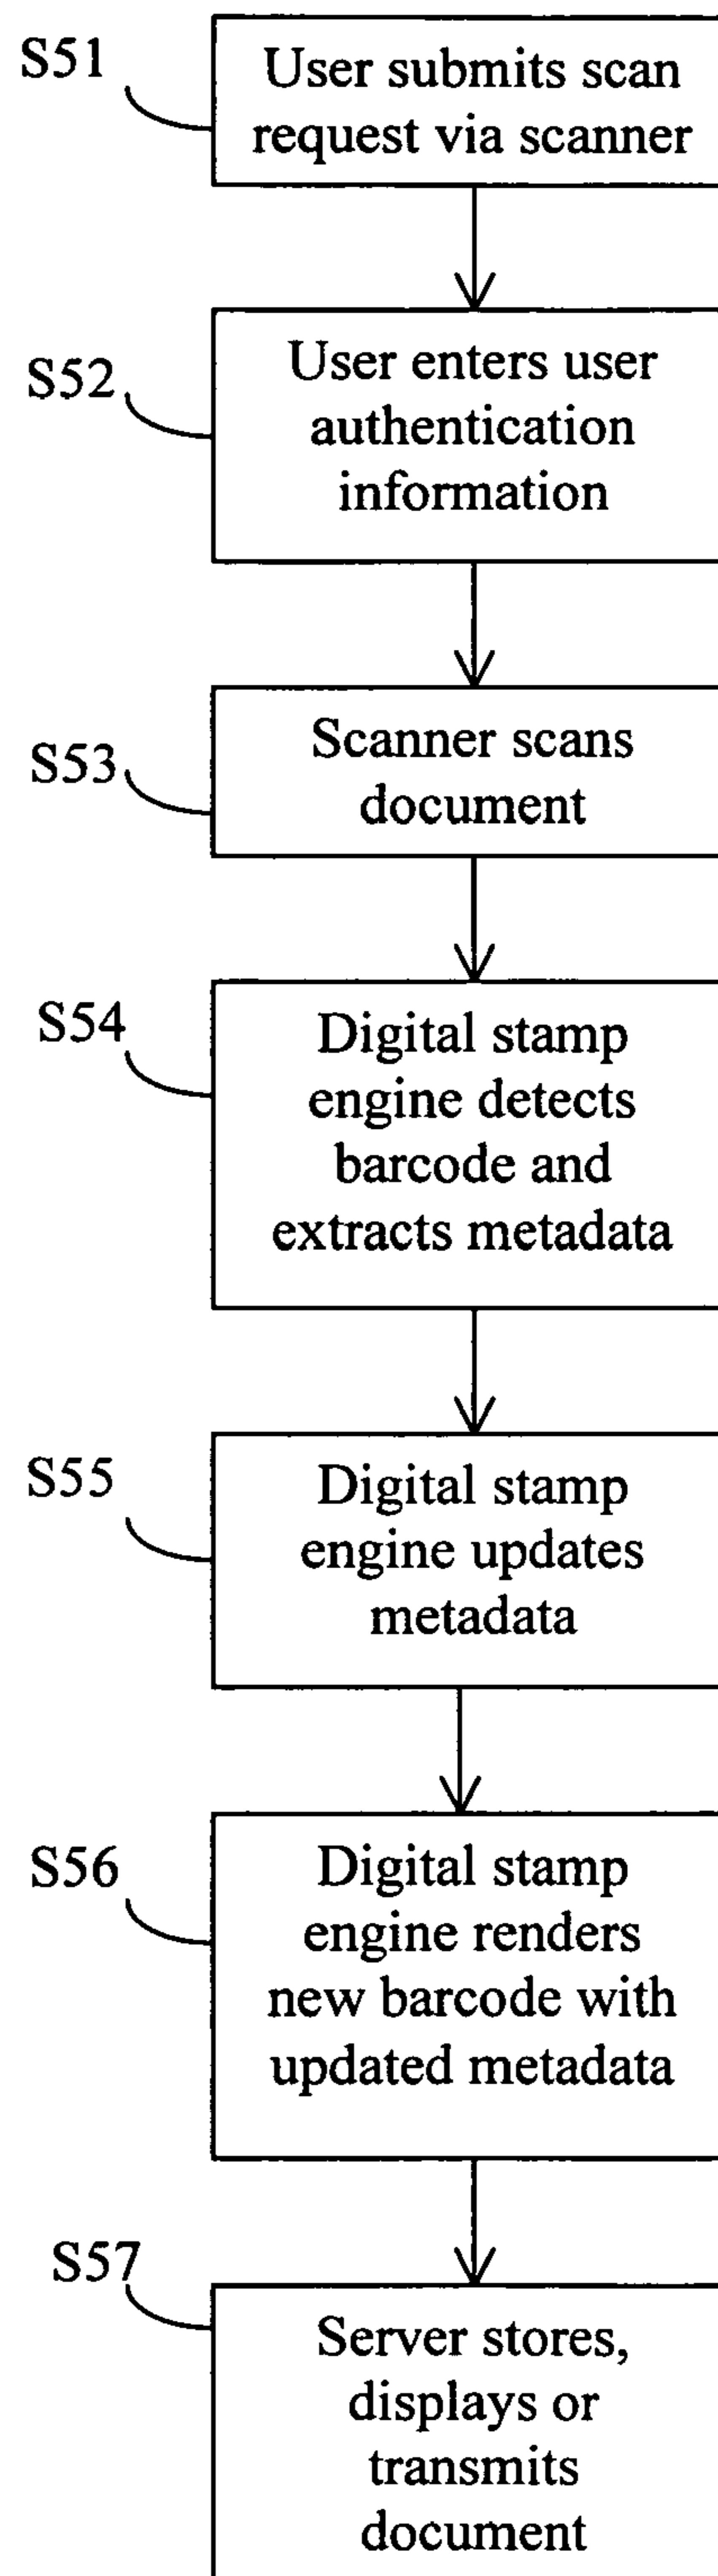 S51
User submits scan
request via scanner
S52
User enters user
authentication
information
S53
Scanner scans
document
S54
Digital stamp
engine detects
barcode and
extracts metadata
S55
Digital stamp
engine updates
metadata
S56
Digital stamp
engine renders
new barcode with
updated metadata
S57
Server stores,
displays or
transmits
document